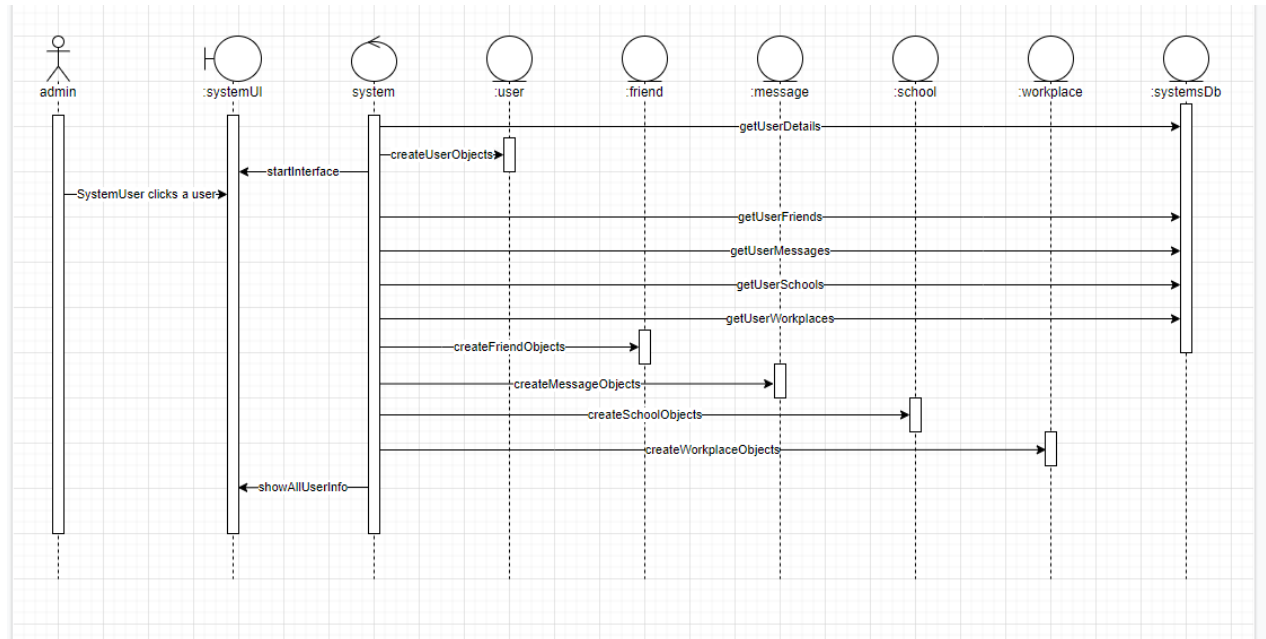 admin
:systemUI
system
:user
:friend
:message
:school
:workplace
:systemsDb
getUserDetails
createUserObjects
startInterface
SystemUser clicks a user
getUserFriends
getUserMessages
getUserSchools
getUserWorkplaces
createFriendObjects
createMessageObjects
createSchoolObjects
createWorkplaceObjects
showAllUserInfo